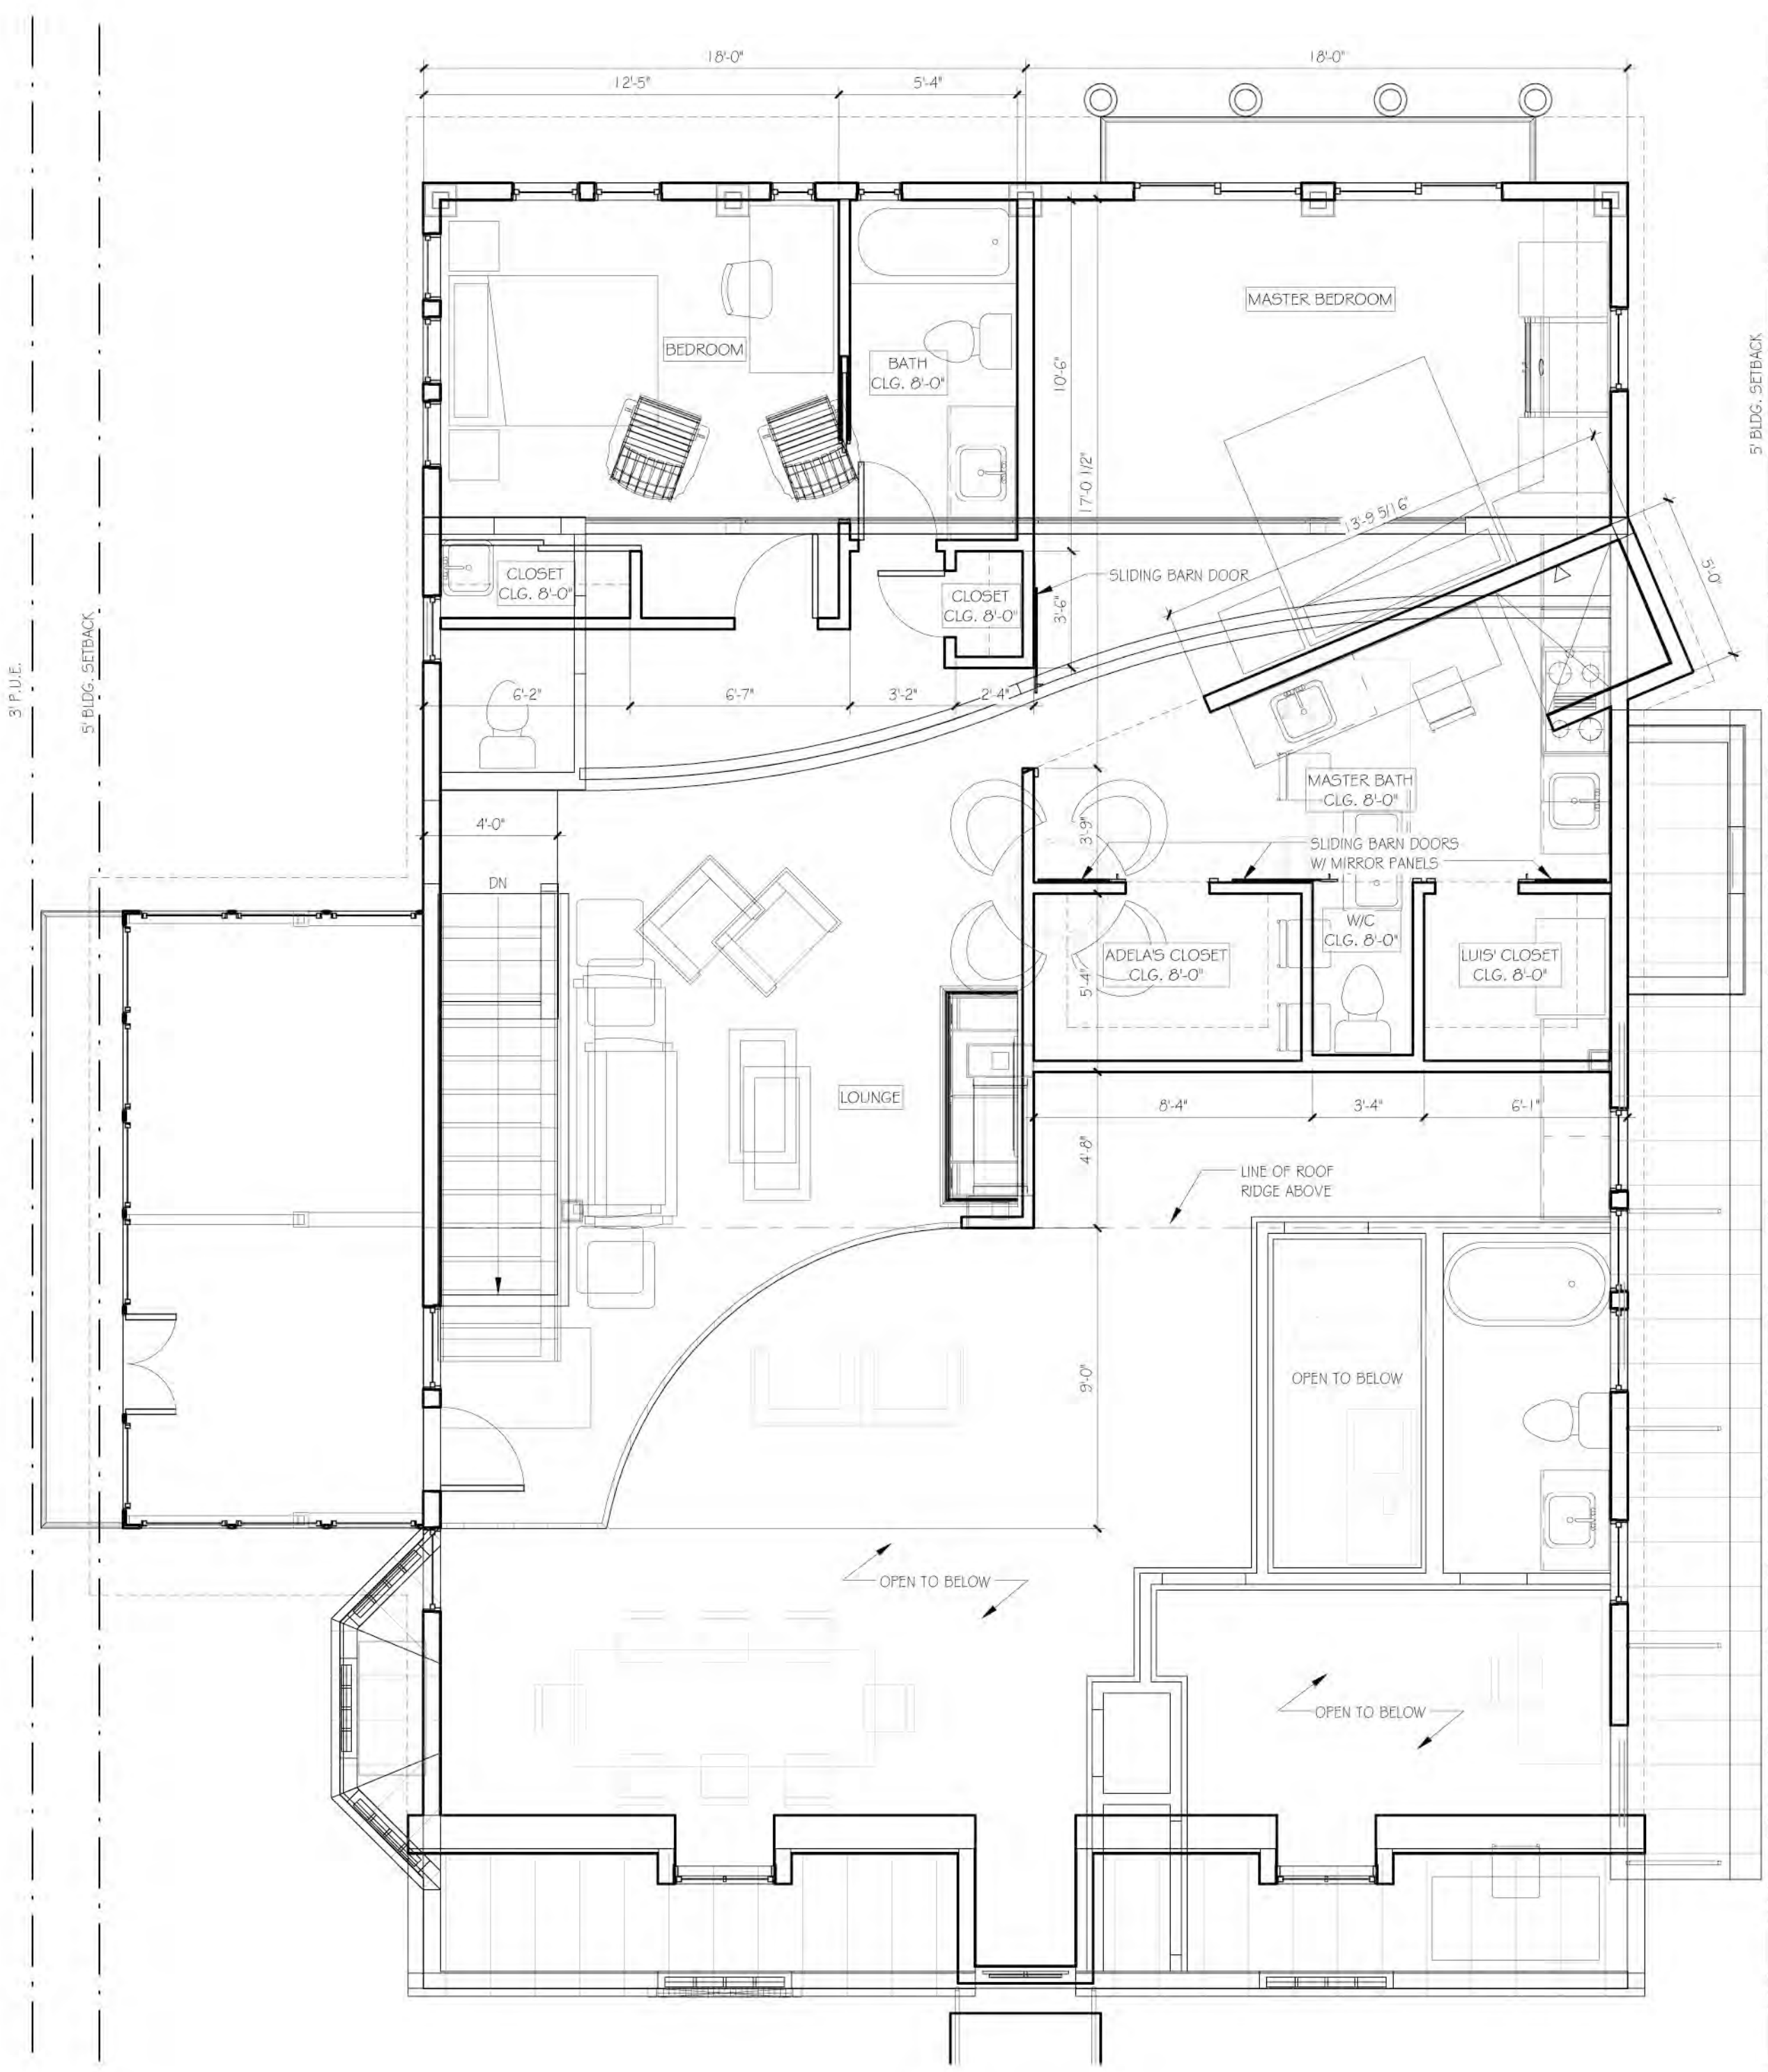 18'-0"
18'-0"
12'-5"
5'-4"
MASTER BEDROOM
BEDROOM
BATH
CLG. 8'-0"
10'-6"
5' BLDG. SETBACK
17'-0 1/2"
13'-9 5/16"
SLIDING BARN DOOR
CLOSET
CLG. 8'-0"
CLOSET
CLG. 8'-0"
3'-6"
5'-0"
3' P.U.E.
5' BLDG. SETBACK
6'-2"
6'-7"
3'-2"
2'-4"
MASTER BATH
CLG. 8'-0"
4'-0"
3'-9"
SLIDING BARN DOORS
W/ MIRROR PANELS
DN
W/C
CLG. 8'-0"
ADELA'S CLOSET
CLG. 8'-0"
LUIS' CLOSET
CLG. 8'-0"
5'-4"
LOUNGE
8'-4"
3'-4"
6'-1"
4'-8"
LINE OF ROOF
RIDGE ABOVE
9'-0"
OPEN TO BELOW
OPEN TO BELOW
OPEN TO BELOW